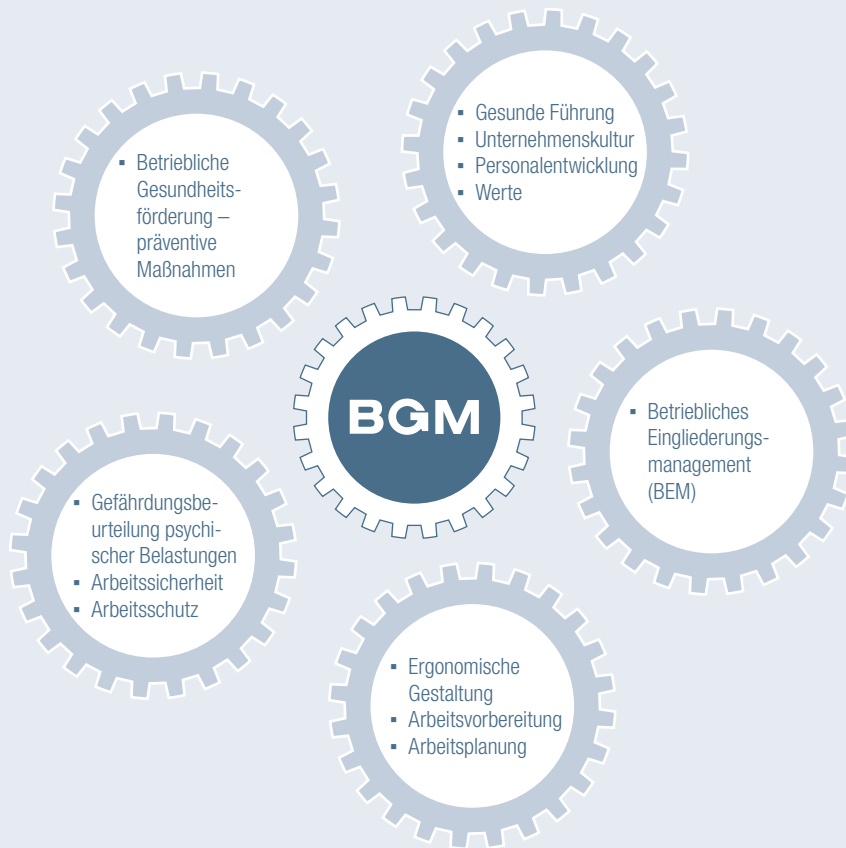 ▪ Betriebliche
Gesundheits-
förderung –
präventive
Maßnahmen
▪ Gesunde Führung
▪ Unternehmenskultur
▪ Personalentwicklung
▪ Werte
BGM
▪ Betriebliches
Eingliederungs-
management
(BEM)
▪ Gefährdungsbe-
urteilung psychi-
scher Belastungen
▪ Arbeitssicherheit
▪ Arbeitsschutz
▪ Ergonomische
Gestaltung
▪ Arbeitsvorbereitung
▪ Arbeitsplanung